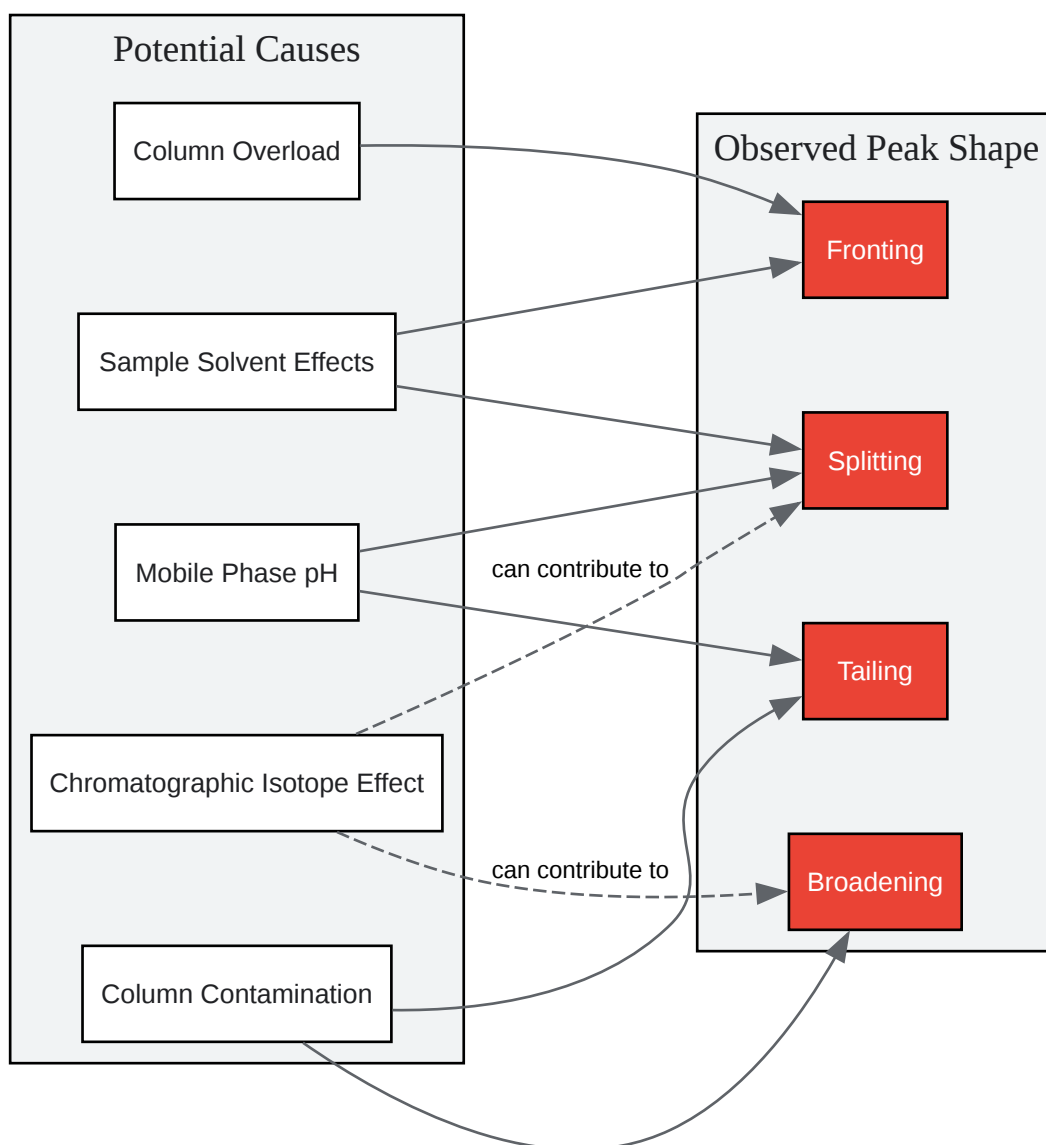 Potential Causes
Column Overload
Sample Solvent Effects
Mobile Phase pH
Chromatographic Isotope Effect
Column Contamination
can contribute to
can contribute to
Observed Peak Shape
Fronting
Splitting
Tailing
Broadening